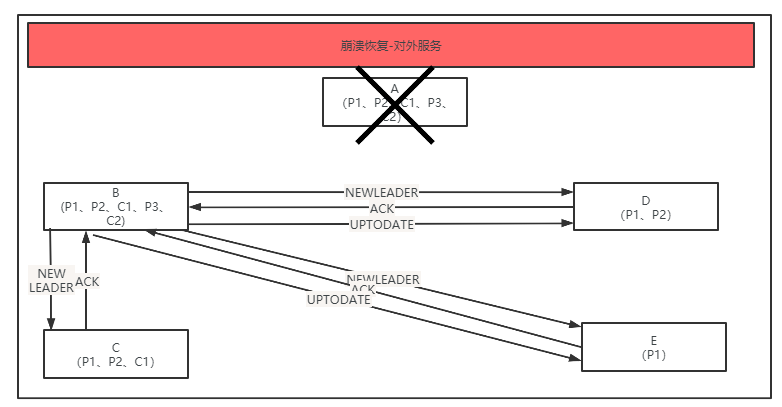 崩溃恢复-对外服务
A
（P1、P2、C1、P3、
C2）
B
（P1、P2、C1、P3、
C2）
NEWLEADER
ACK
UPTODATE
D
（P1、P2）
NEW
LEADER
ACK
NEWLEADER
ACK
UPTODATE
C
（P1、P2、C1）
E
（P1）